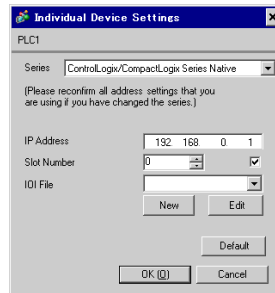 Individual Device Settings
PLC1
Series ControlLogix/CompactLogix Series Native
(Please reconfirm all address settings that you
are using if you have changed the series.)
IP Address 192. 168. 0. 1
Slot Number 0
IOI File
New Edit
Default
OK (O) Cancel